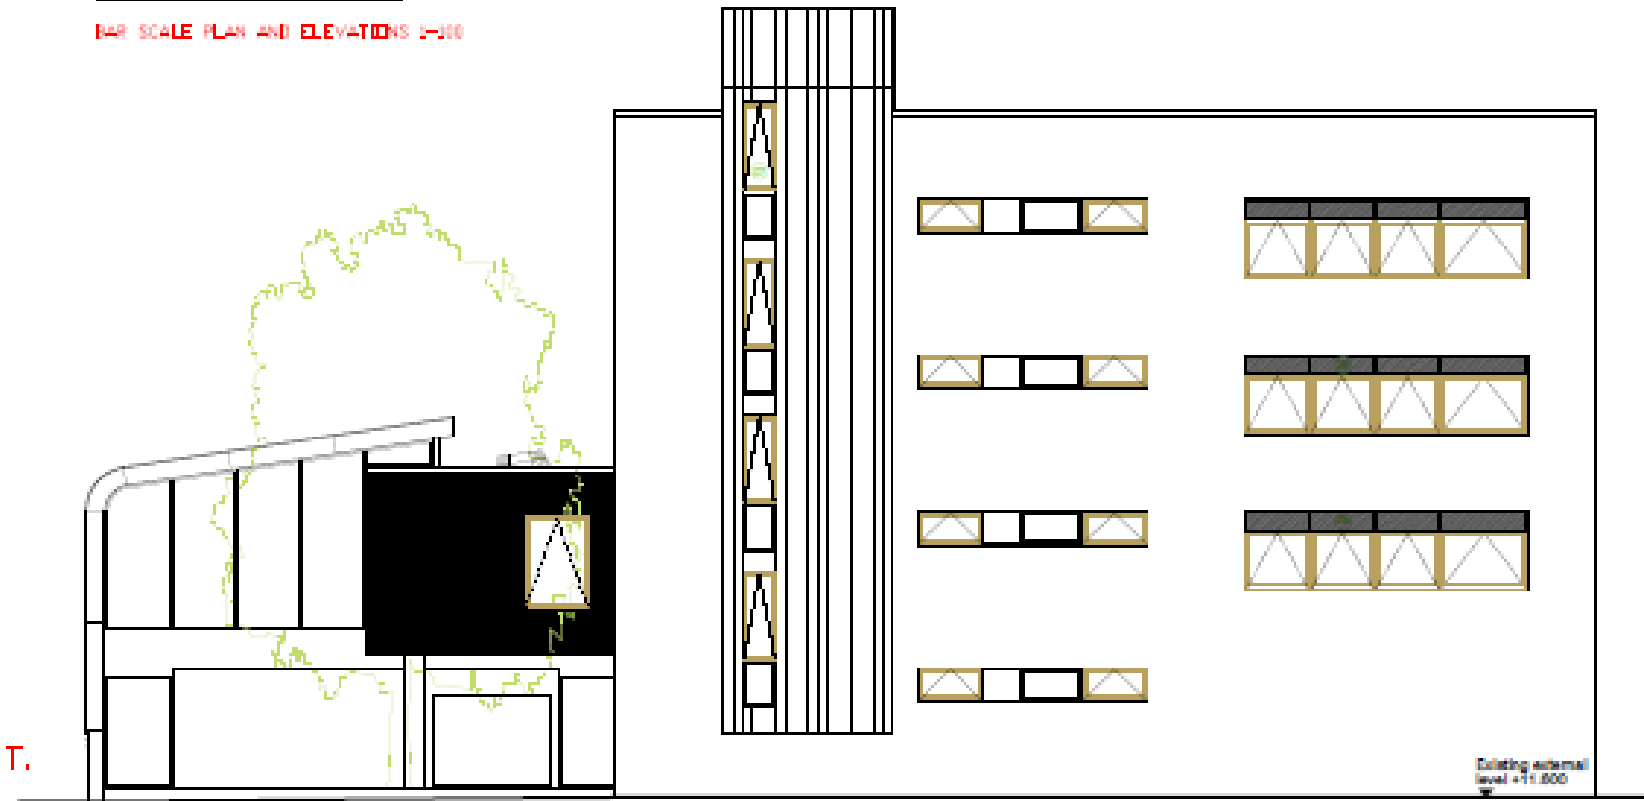 BAR SCALE PLAN AND ELEVATIONS 1-100
T.
Existing external
level +11.600